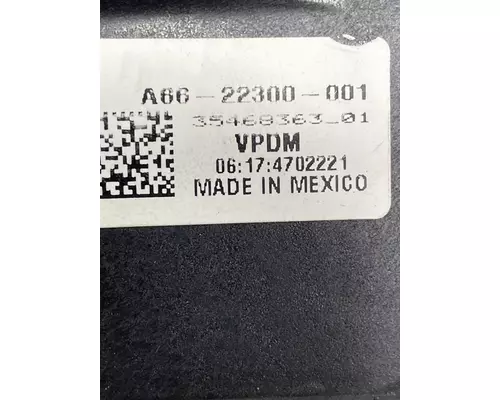 A66-22300-001
35468363_01
VPDM
06:17:4702221
MADE IN MEXICO